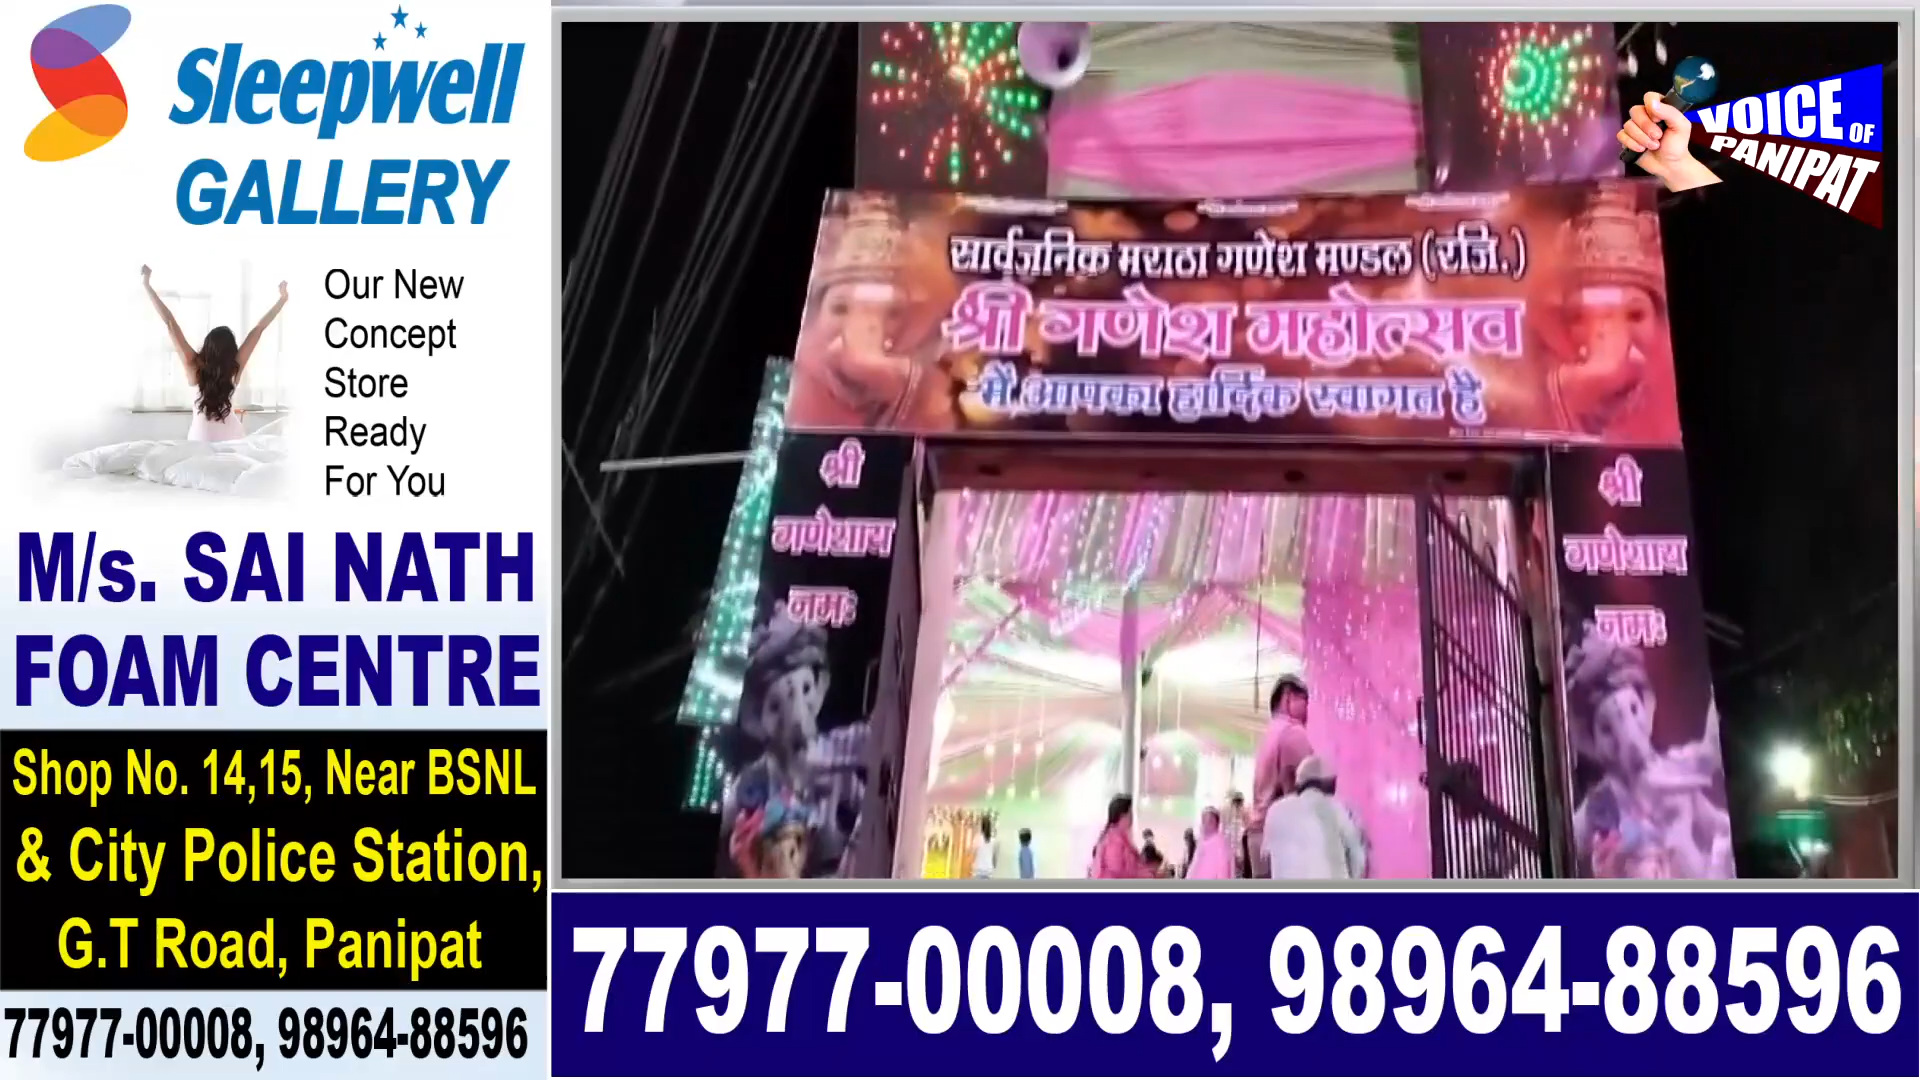 Sleepwell
GALLERY
Our New
Concept
Store
Ready
For You
M/s. SAI NATH
FOAM CENTRE
Shop No. 14,15, Near BSNL
& City Police Station,
G.T Road, Panipat
77977-00008, 98964-88596
VOICE OF
PANIPAT
सार्वजनिक मराठा गणेश मण्डल (रजि.)
श्री गणेश महोत्सव
में आपका हार्दिक स्वागत है
श्री
गणेशाय
नमः
श्री
गणेशाय
नमः
77977-00008, 98964-88596